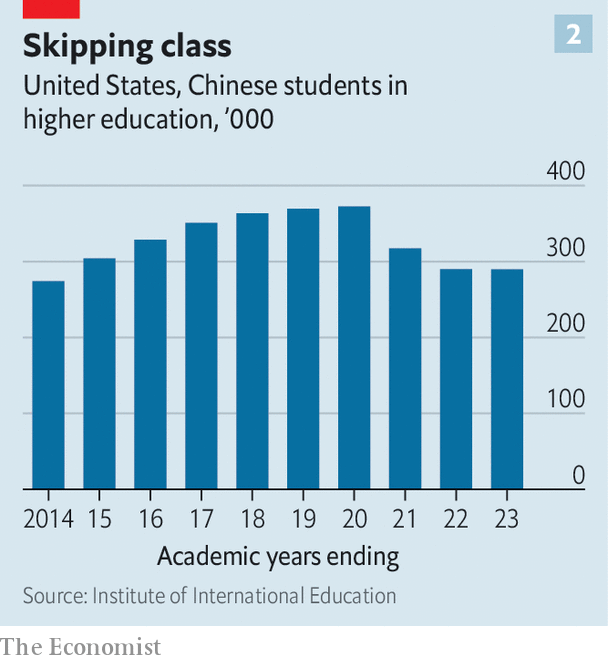 Skipping class
2
United States, Chinese students in
higher education, ’000
400
300
200
100
0
2014 15 16 17 18 19 20 21 22 23
Academic years ending
Source: Institute of International Education
The Economist